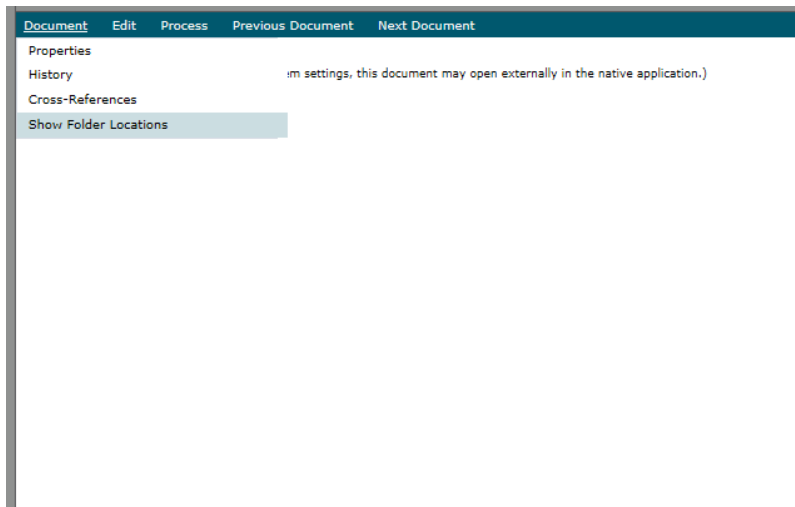 Document Edit Process Previous Document Next Document
Properties
History
settings, this document may open externally in the native application.)
Cross-References
Show Folder Locations